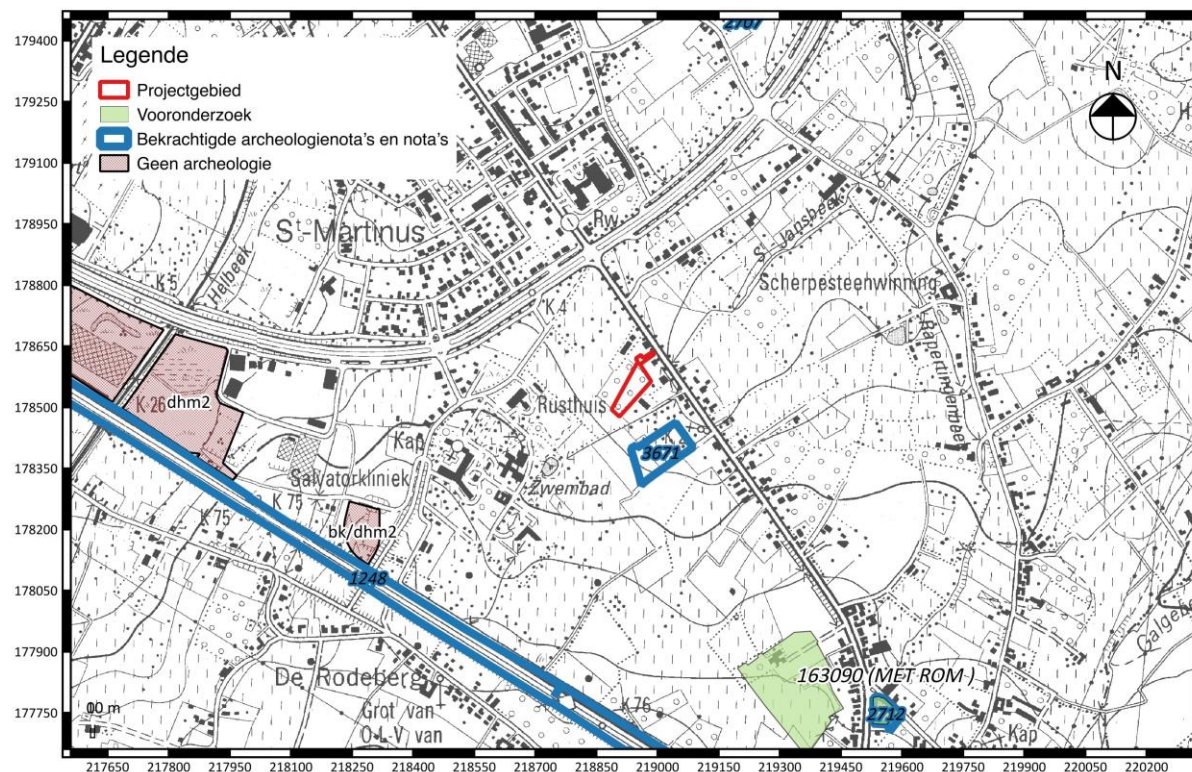 2707
179400
Legende
N
Projectgebied
179250
Vooronderzoek
Bekrachtigde archeologienota's en nota's
179100
Geen archeologie
178950
Rw.
St-Martinus
St Jansbeek
Helbeek
K 5
178800
Scherpesteenwinning
K 4
Rapertingenbeek
178650
K 26
dhm2
Rusthuis
178500
Kap
3671
178350
Salvatorkliniek
K 75
Zwembad
178200
K 75
bk/dhm2
1248
178050
177900
De Rodeberg
163090 (MET ROM )
Grot van
O-L-V van
K 76
2712
Kap
177750
217650 217800 217950 218100 218250 218400 218550 218700 218850 219000 219150 219300 219450 219600 219750 219900 220050 220200